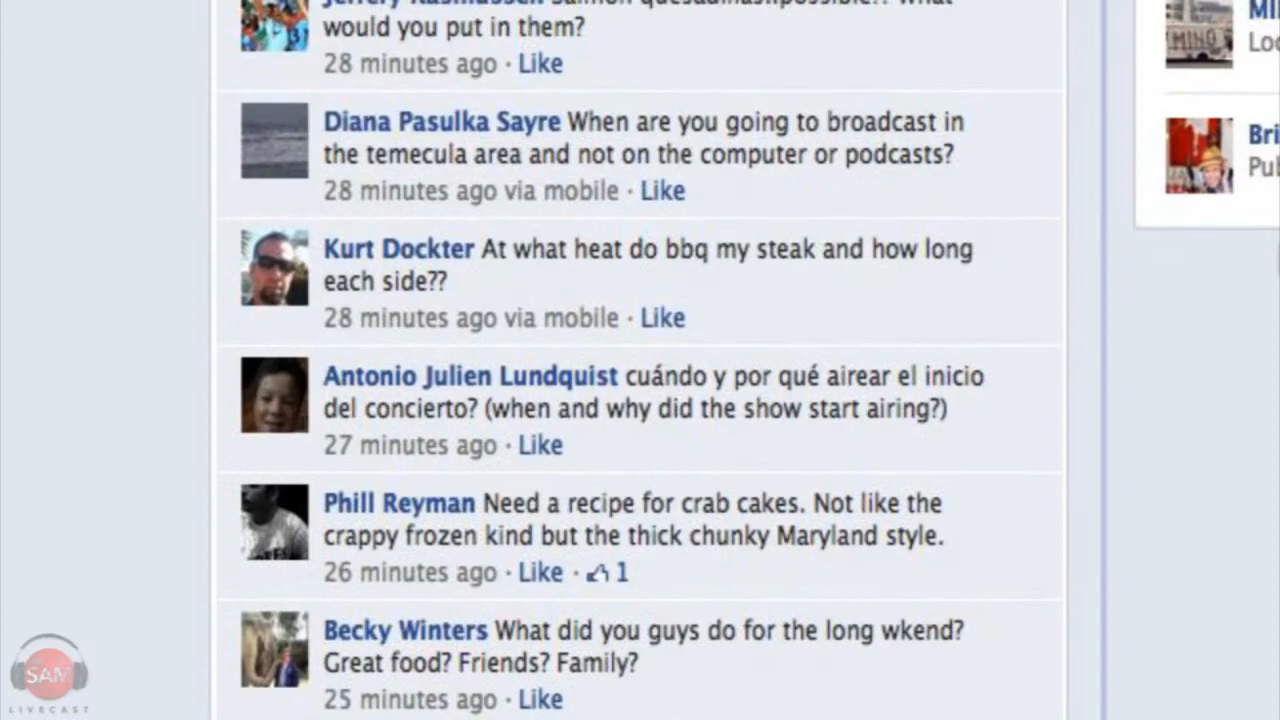 would you put in them?
28 minutes ago · Like
Diana Pasulka Sayre When are you going to broadcast in
the temecula area and not on the computer or podcasts?
28 minutes ago via mobile · Like
Kurt Dockter At what heat do bbq my steak and how long
each side??
28 minutes ago via mobile · Like
Antonio Julien Lundquist cuándo y por qué airear el inicio
del concierto? (when and why did the show start airing?)
27 minutes ago · Like
Phill Reyman Need a recipe for crab cakes. Not like the
crappy frozen kind but the thick chunky Maryland style.
26 minutes ago · Like · 1
Becky Winters What did you guys do for the long wkend?
Great food? Friends? Family?
25 minutes ago · Like
Bri
SAM
LIVECAST